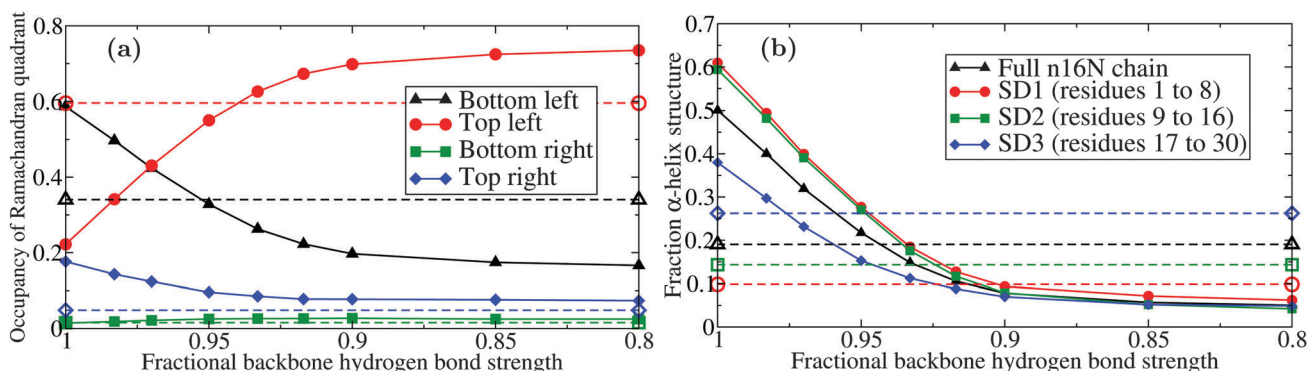 Occupancy of Ramachandran quadrant
0.8
0.6
0.4
0.2
0
(a)
Bottom left
Top left
Bottom right
Top right
1
0.95
0.9
0.85
0.8
Fractional backbone hydrogen bond strength
Fraction α-helix structure
0.7
0.6
0.5
0.4
0.3
0.2
0.1
0
(b)
Full n16N chain
SD1 (residues 1 to 8)
SD2 (residues 9 to 16)
SD3 (residues 17 to 30)
1
0.95
0.9
0.85
0.8
Fractional backbone hydrogen bond strength